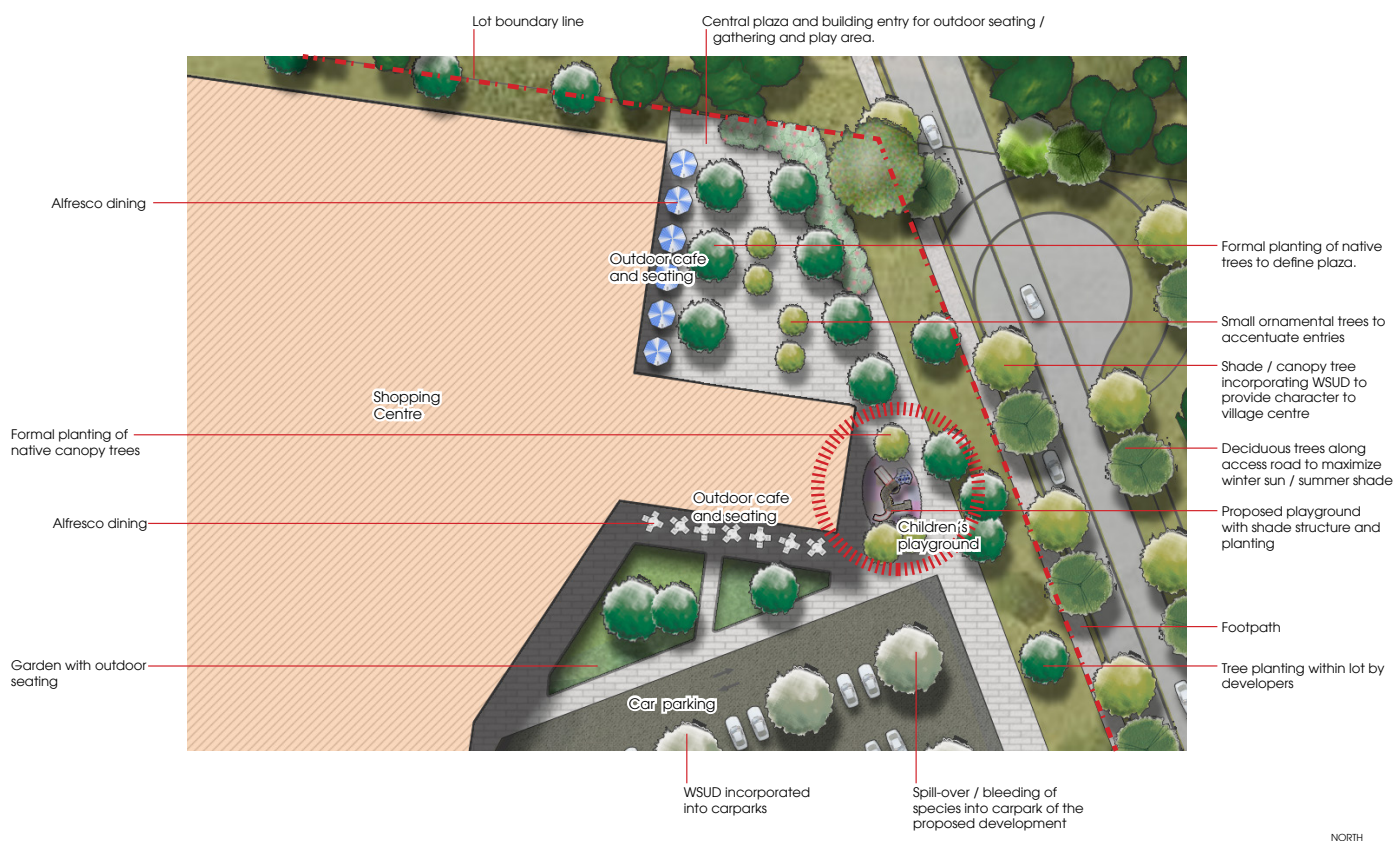 Lot boundary line
Central plaza and building entry for outdoor seating /
gathering and play area.
Alfresco dining
Outdoor cafe
and seating
Formal planting of native
trees to define plaza.
Small ornamental trees to
accentuate entries
Shade / canopy tree
incorporating WSUD to
provide character to
village centre
Shopping
Centre
Formal planting of
native canopy trees
Deciduous trees along
access road to maximize
winter sun / summer shade
Alfresco dining
Outdoor cafe
and seating
Children's
playground
Proposed playground
with shade structure and
planting
Footpath
Garden with outdoor
seating
Tree planting within lot by
developers
Car parking
WSUD incorporated
into carparks
Spill-over / bleeding of
species into carpark of the
proposed development
NORTH